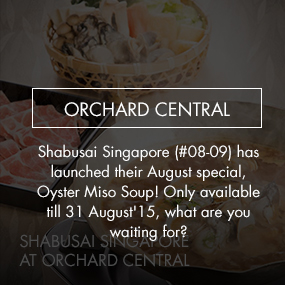 ORCHARD CENTRAL
Shabusai Singapore (#08-09) has
launched their August special,
Oyster Miso Soup! Only available
till 31 August'15, what are you
waiting for?
SHABUSAI SINGAPORE
AT ORCHARD CENTRAL